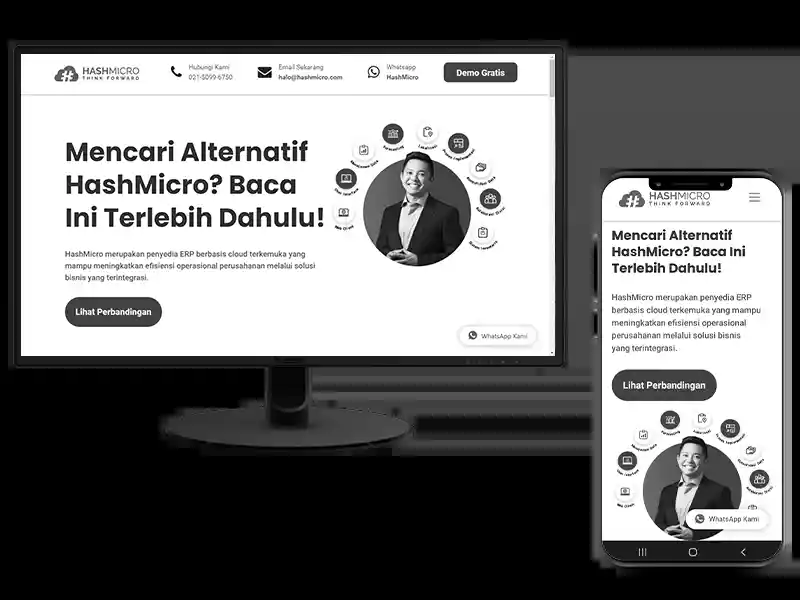 HASHMICRO
THINK FORWARD
Hubungi Kami
021-5099-6750
Email Sekarang
halo@hashmicro.com
Whatsapp
HashMicro
Demo Gratis
Mencari Alternatif
HashMicro? Baca
Ini Terlebih Dahulu!
HashMicro merupakan penyedia ERP berbasis cloud terkemuka yang
mampu meningkatkan efisiensi operasional perusahaan melalui solusi
bisnis yang terintegrasi.
Lihat Perbandingan
WhatsApp Kami
HASHMICRO
THINK FORWARD
Mencari Alternatif
HashMicro? Baca Ini
Terlebih Dahulu!
HashMicro merupakan penyedia ERP
berbasis cloud terkemuka yang mampu
meningkatkan efisiensi operasional
perusahaan melalui solusi bisnis
yang terintegrasi.
Lihat Perbandingan
WhatsApp Kami